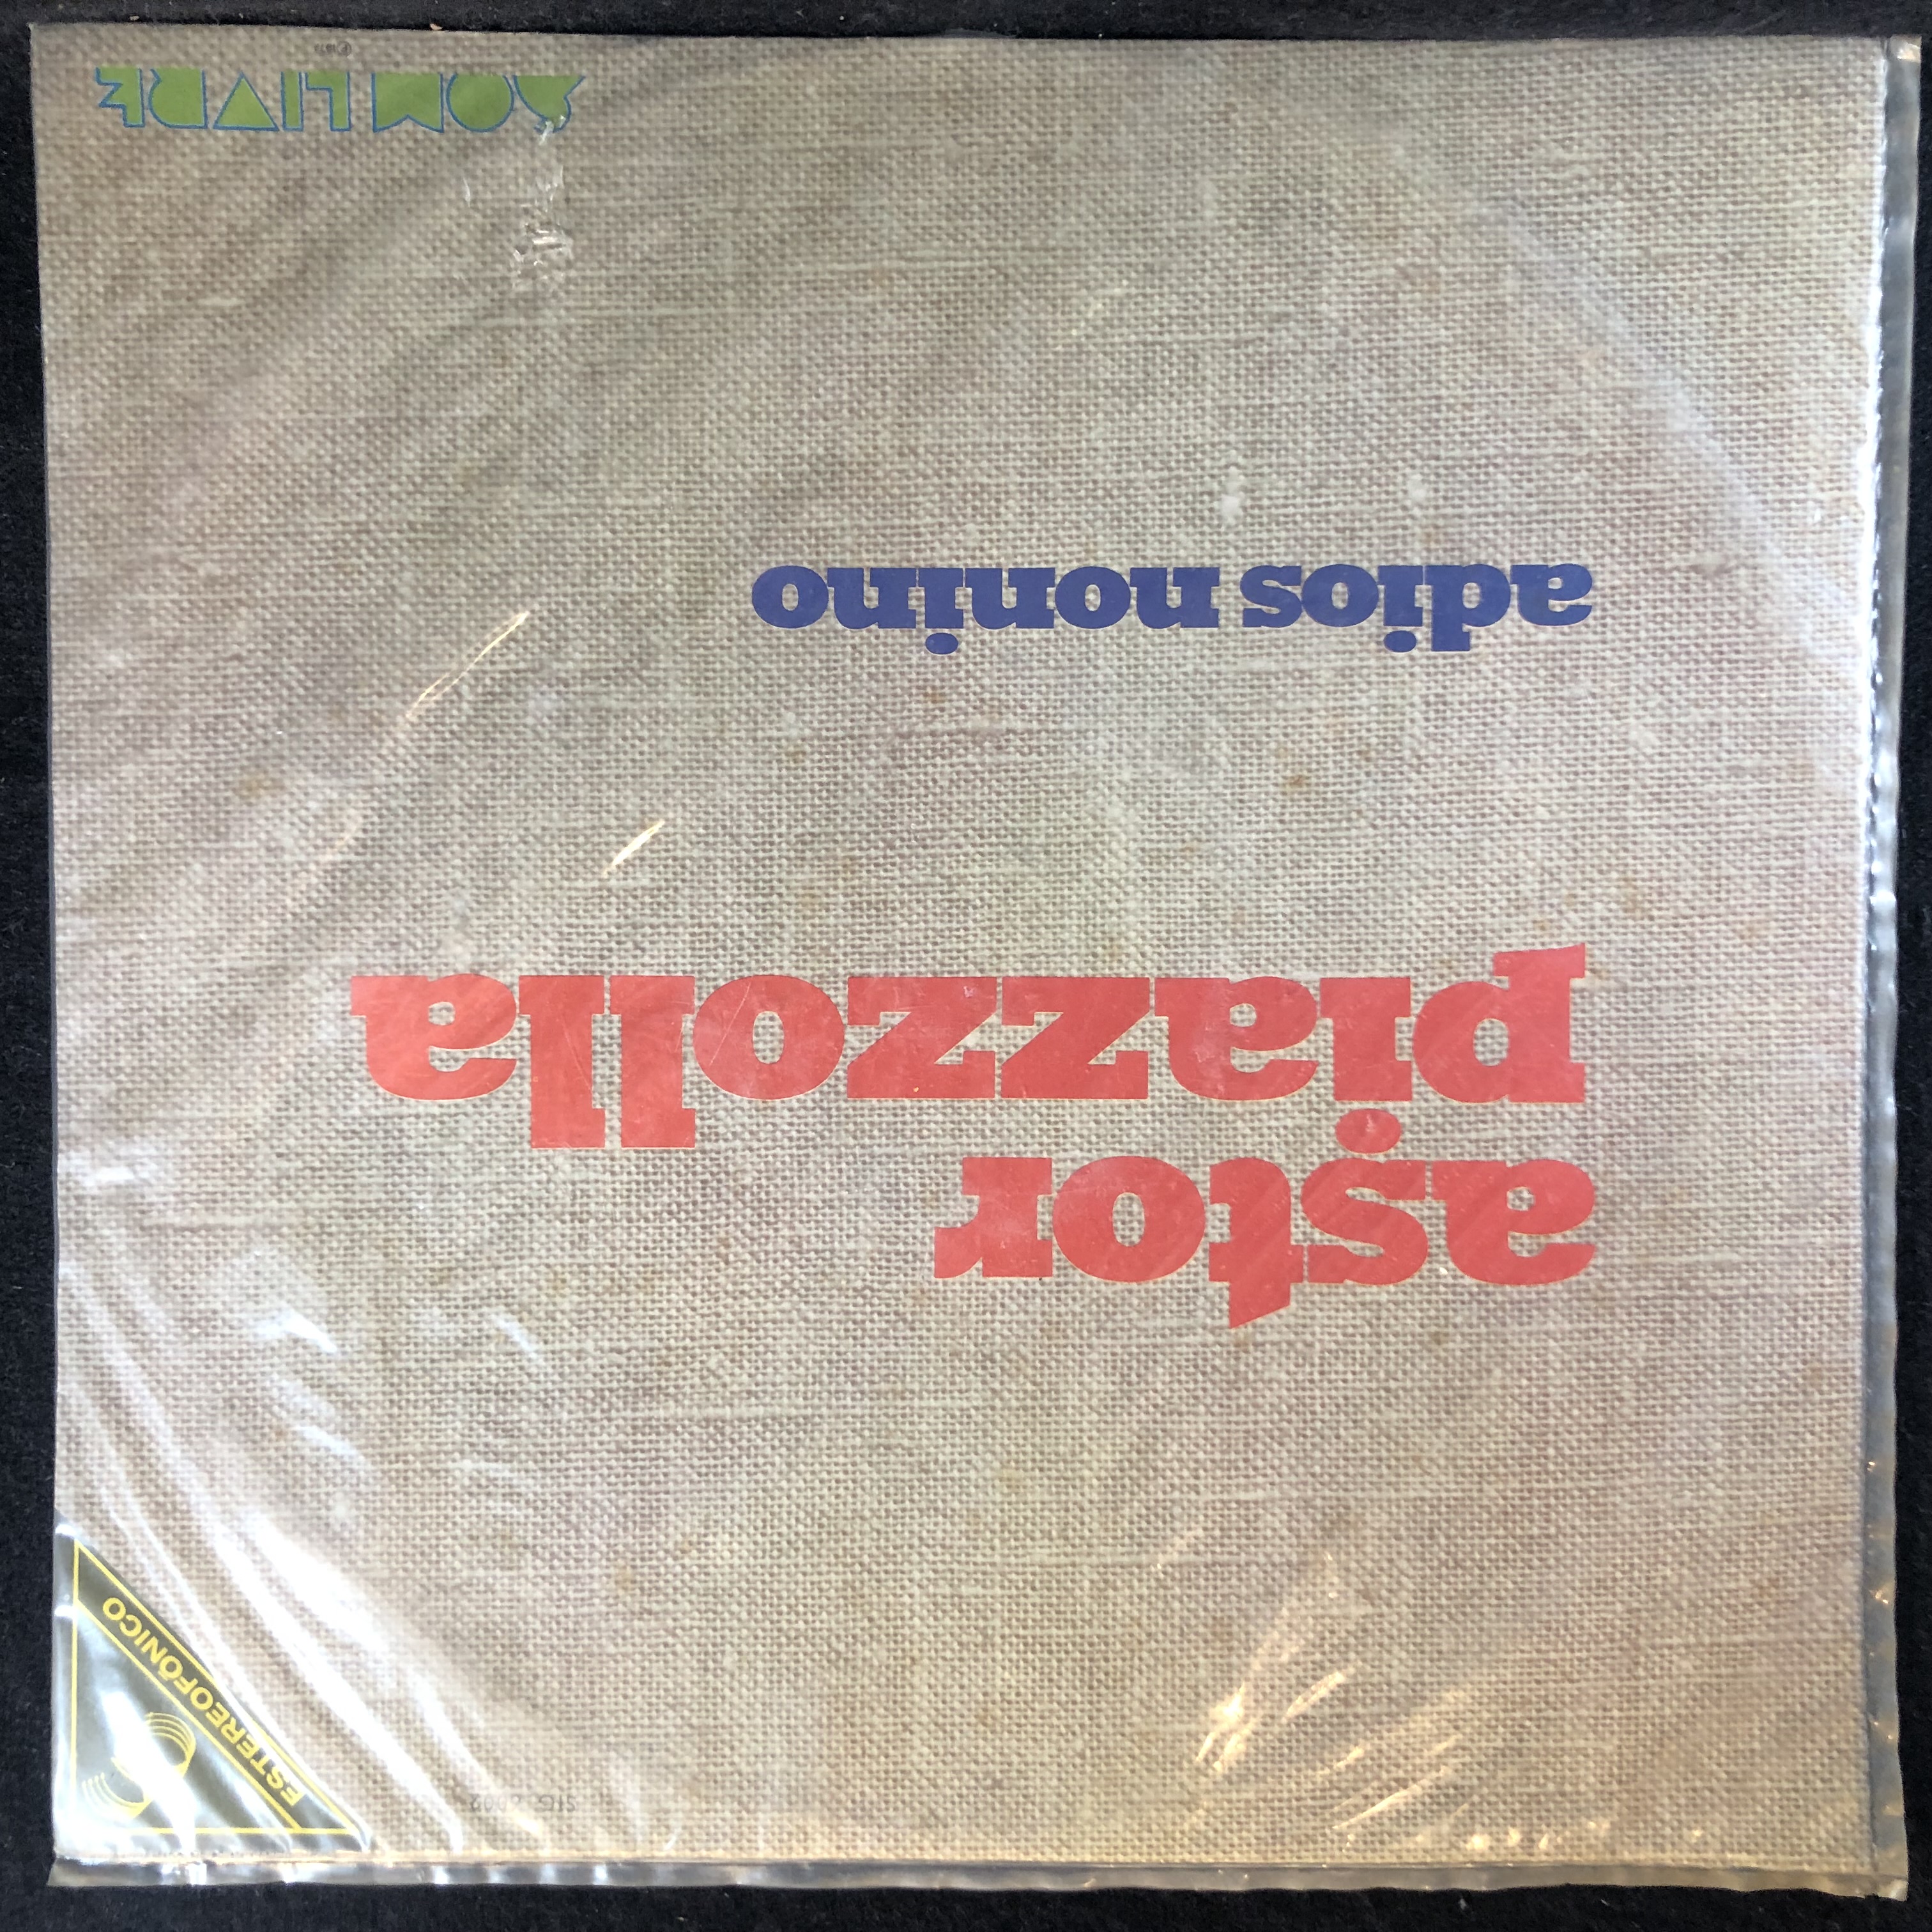 ESTEREOFÔNICO
astor
piazzolla
adios nonino
SOM LIVRE